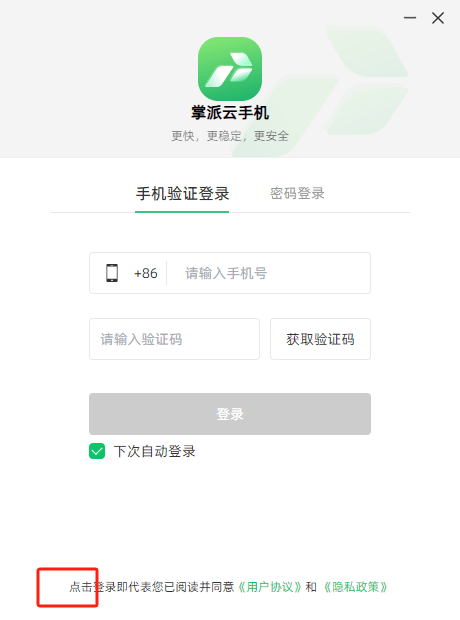 掌派云手机
更快，更稳定，更安全
手机验证登录 密码登录
+86 请输入手机号
请输入验证码 获取验证码
登录
下次自动登录
点击登录即代表您已阅读并同意《用户协议》和《隐私政策》